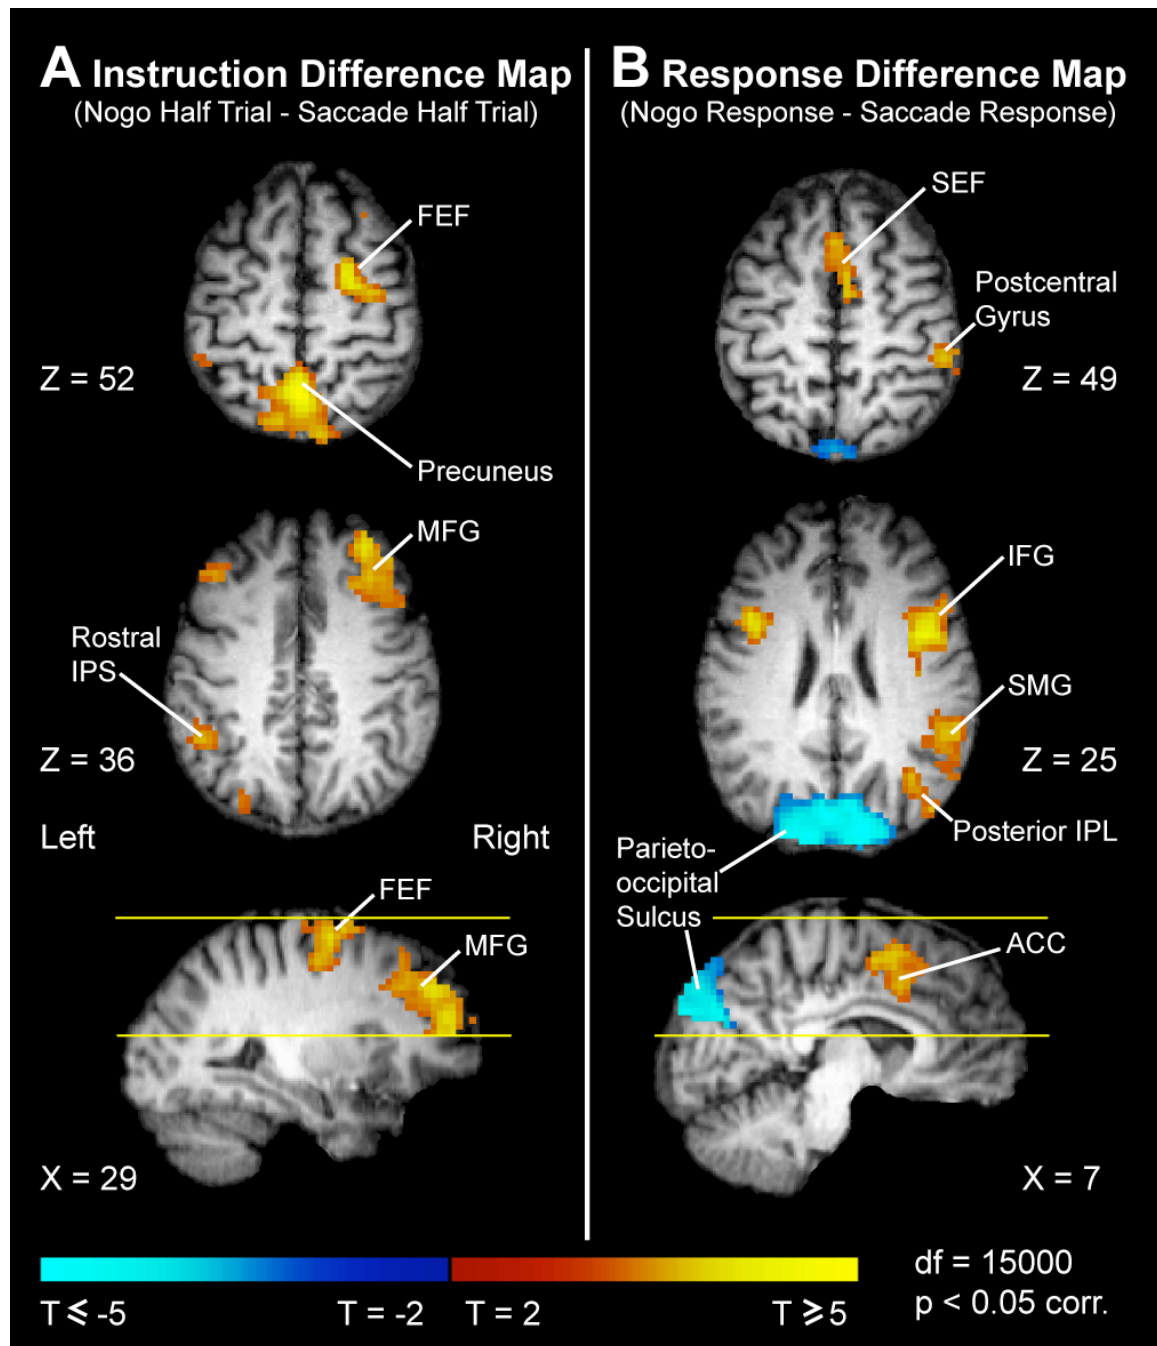 A Instruction Difference Map
(Nogo Half Trial - Saccade Half Trial)
FEF
Z = 52
Precuneus
MFG
Rostral
IPS
Z = 36
Left
Right
FEF
MFG
X = 29
B Response Difference Map
(Nogo Response - Saccade Response)
SEF
Postcentral
Gyrus
Z = 49
IFG
SMG
Z = 25
Posterior IPL
Parieto-
occipital
Sulcus
ACC
X = 7
T ⩽ -5
T = -2
T = 2
T ⩾ 5
df = 15000
p < 0.05 corr.